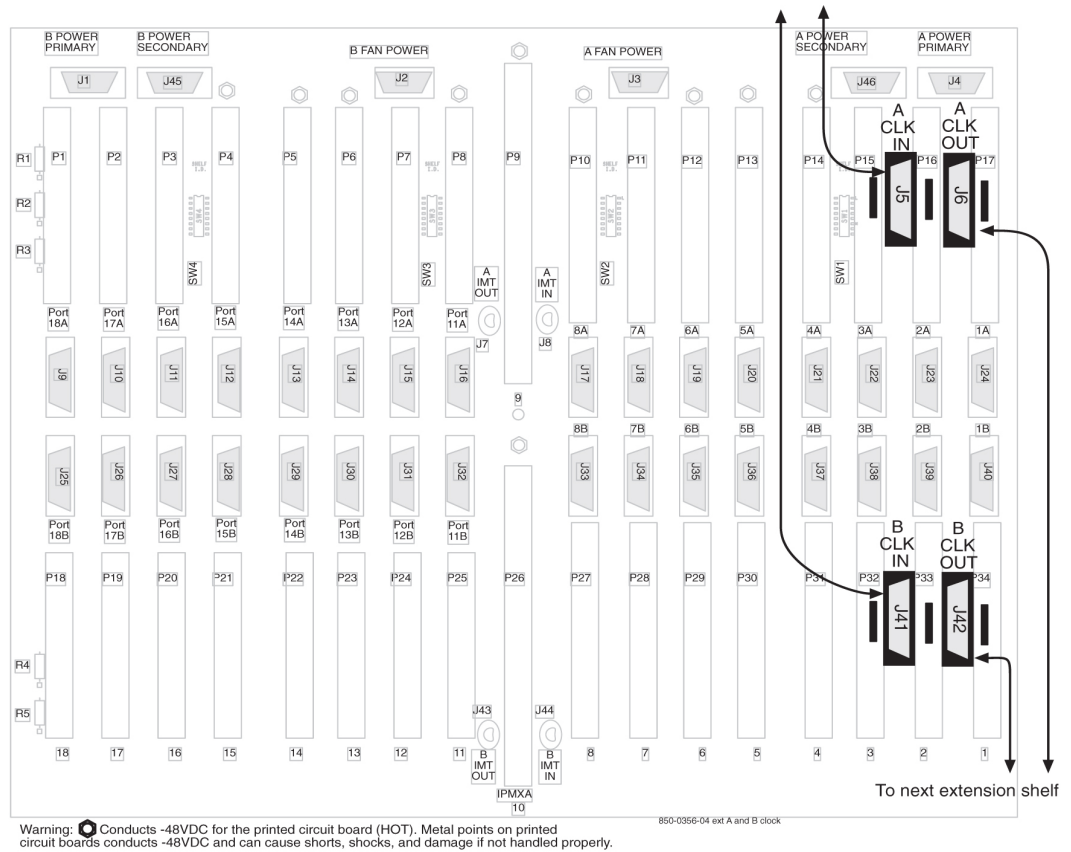 B POWER
PRIMARY
B POWER
SECONDARY
B FAN POWER
A FAN POWER
A POWER
SECONDARY
A POWER
PRIMARY
J1
J45
J2
J3
J46
J4
A
CLK
IN
A
CLK
OUT
R1
P1
P2
P3
P4
P5
P6
P7
P8
P9
P10
P11
P12
P13
P14
P15
P16
P17
J5
J6
R2
R3
SW4
SW3
SW2
SW1
SW4
SW3
SW2
SW1
A
IMT
OUT
A
IMT
IN
Port
18A
Port
17A
Port
16A
Port
15A
Port
14A
Port
13A
Port
12A
Port
11A
J7
J8
8A
7A
6A
5A
4A
3A
2A
1A
J9
J10
J11
J12
J13
J14
J15
J16
J17
J18
J19
J20
J21
J22
J23
J24
9
8B
7B
6B
5B
4B
3B
2B
1B
J25
J26
J27
J28
J29
J30
J31
J32
J33
J34
J35
J36
J37
J38
J39
J40
Port
18B
Port
17B
Port
16B
Port
15B
Port
14B
Port
13B
Port
12B
Port
11B
B
CLK
IN
B
CLK
OUT
P18
P19
P20
P21
P22
P23
P24
P25
P26
P27
P28
P29
P30
P31
P32
P33
P34
J41
J42
R4
R5
J43
J44
18
17
16
15
14
13
12
11
B
IMT
OUT
B
IMT
IN
8
7
6
5
4
3
2
1
IPMXA
10
To next extension shelf
850-0356-04 ext A and B clock
Warning: Conducts -48VDC for the printed circuit board (HOT). Metal points on printed
circuit boards conducts -48VDC and can cause shorts, shocks, and damage if not handled properly.